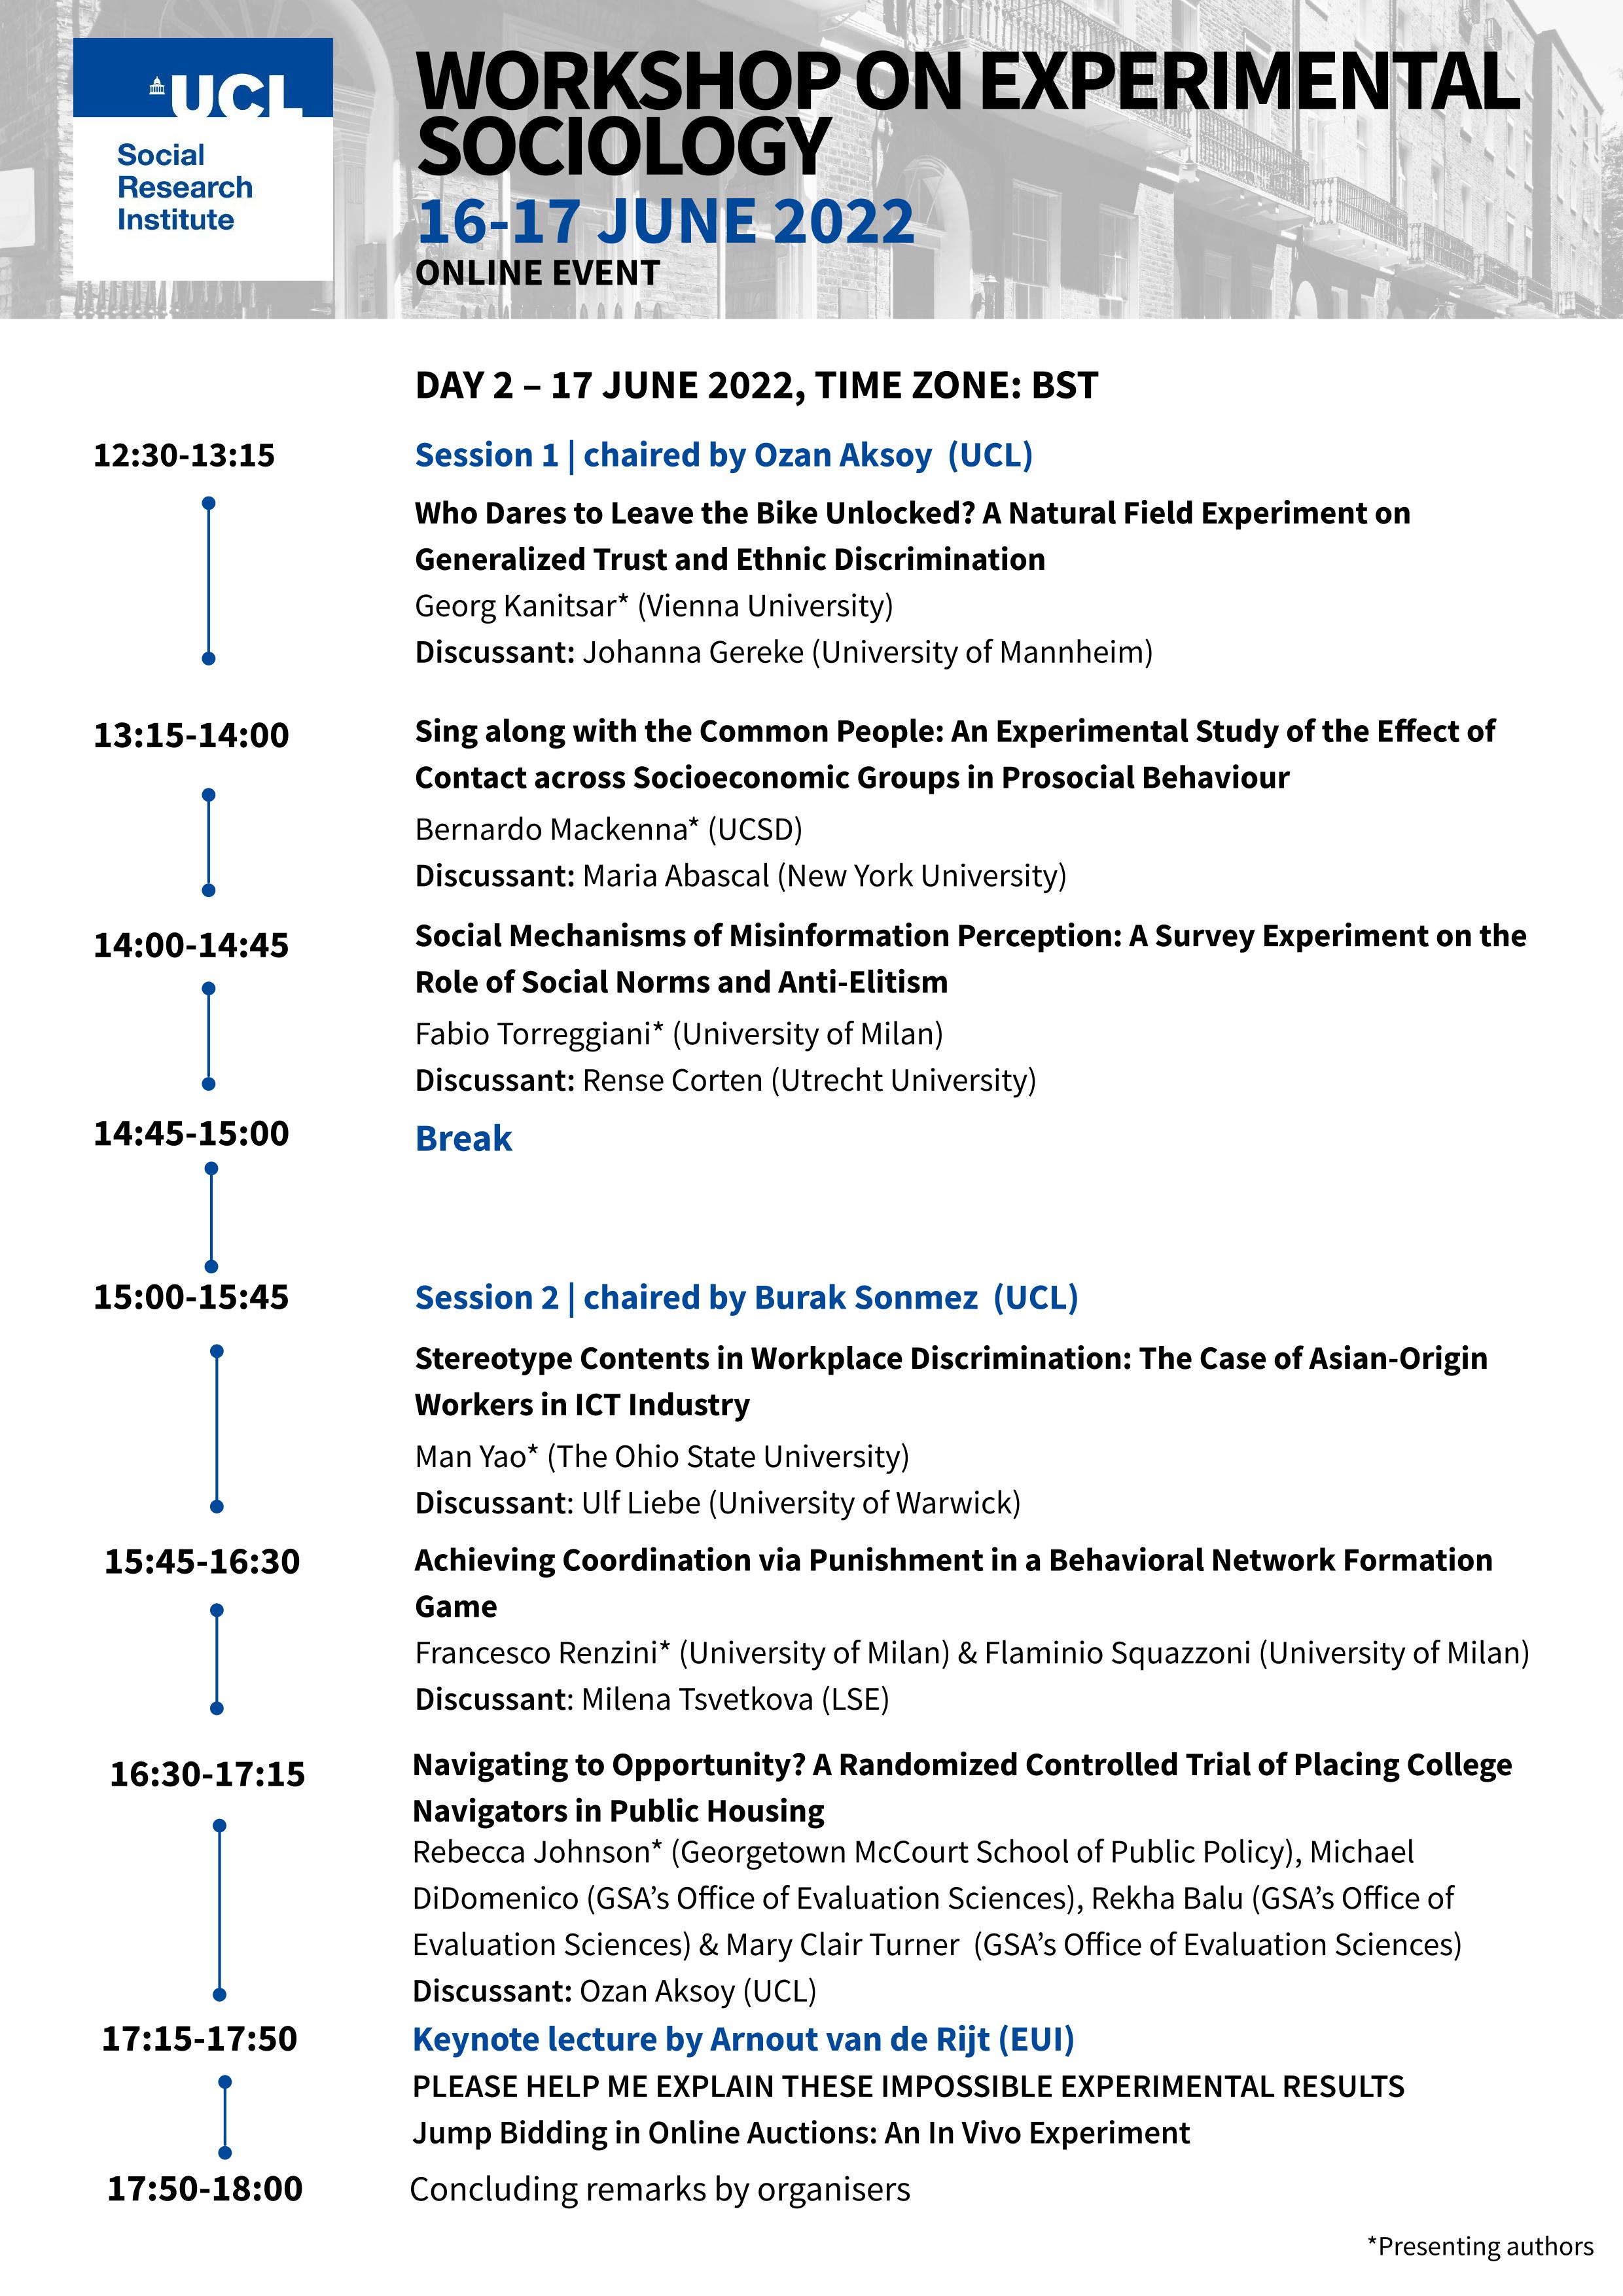 UCL
Social
Research
Institute
WORKSHOP ON EXPERIMENTAL
SOCIOLOGY
16-17 JUNE 2022
ONLINE EVENT
DAY 2 – 17 JUNE 2022, TIME ZONE: BST
12:30-13:15
Session 1 | chaired by Ozan Aksoy (UCL)
Who Dares to Leave the Bike Unlocked? A Natural Field Experiment on
Generalized Trust and Ethnic Discrimination
Georg Kanitsar* (Vienna University)
Discussant: Johanna Gereke (University of Mannheim)
13:15-14:00
Sing along with the Common People: An Experimental Study of the Effect of
Contact across Socioeconomic Groups in Prosocial Behaviour
Bernardo Mackenna* (UCSD)
Discussant: Maria Abascal (New York University)
14:00-14:45
Social Mechanisms of Misinformation Perception: A Survey Experiment on the
Role of Social Norms and Anti-Elitism
Fabio Torreggiani* (University of Milan)
Discussant: Rense Corten (Utrecht University)
14:45-15:00
Break
15:00-15:45
Session 2 | chaired by Burak Sonmez (UCL)
Stereotype Contents in Workplace Discrimination: The Case of Asian-Origin
Workers in ICT Industry
Man Yao* (The Ohio State University)
Discussant: Ulf Liebe (University of Warwick)
15:45-16:30
Achieving Coordination via Punishment in a Behavioral Network Formation
Game
Francesco Renzini* (University of Milan) & Flaminio Squazzoni (University of Milan)
Discussant: Milena Tsvetkova (LSE)
16:30-17:15
Navigating to Opportunity? A Randomized Controlled Trial of Placing College
Navigators in Public Housing
Rebecca Johnson* (Georgetown McCourt School of Public Policy), Michael
DiDomenico (GSA’s Office of Evaluation Sciences), Rekha Balu (GSA’s Office of
Evaluation Sciences) & Mary Clair Turner (GSA’s Office of Evaluation Sciences)
Discussant: Ozan Aksoy (UCL)
17:15-17:50
Keynote lecture by Arnout van de Rijt (EUI)
PLEASE HELP ME EXPLAIN THESE IMPOSSIBLE EXPERIMENTAL RESULTS
Jump Bidding in Online Auctions: An In Vivo Experiment
17:50-18:00
Concluding remarks by organisers
*Presenting authors